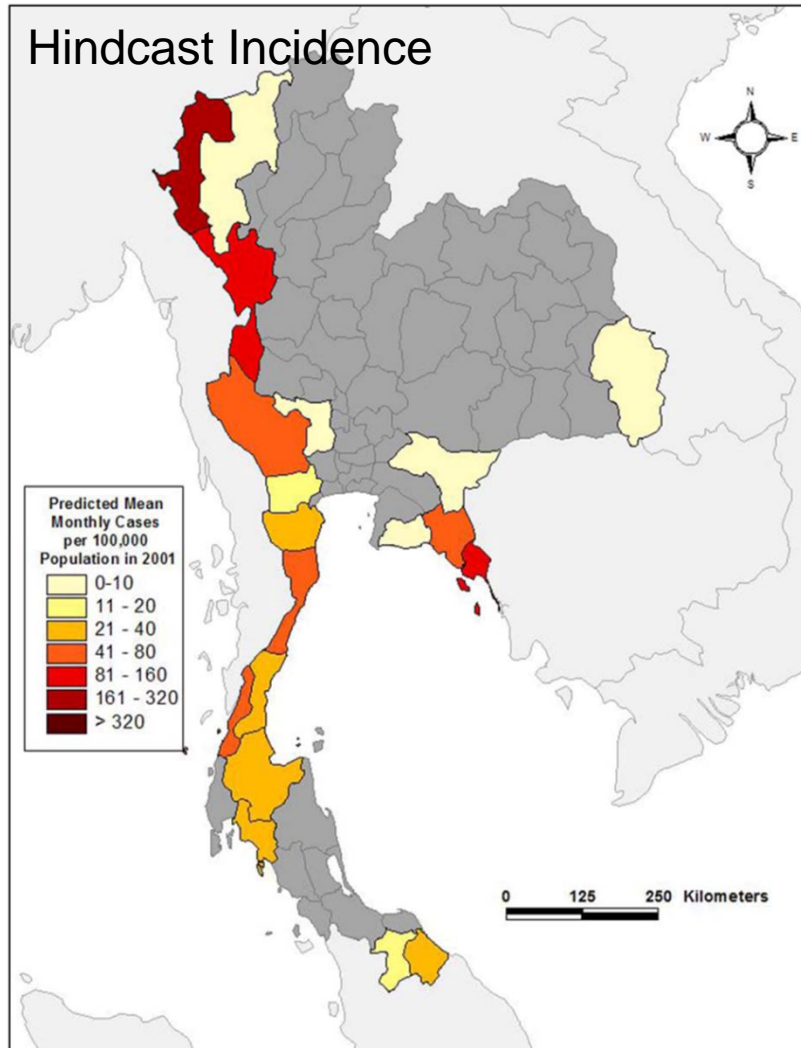 Hindcast Incidence
N
W E
S
Predicted Mean
Monthly Cases
per 100,000
Population in 2001
0-10
11 - 20
21 - 40
41 - 80
81 - 160
161 - 320
> 320
0 125 250 Kilometers